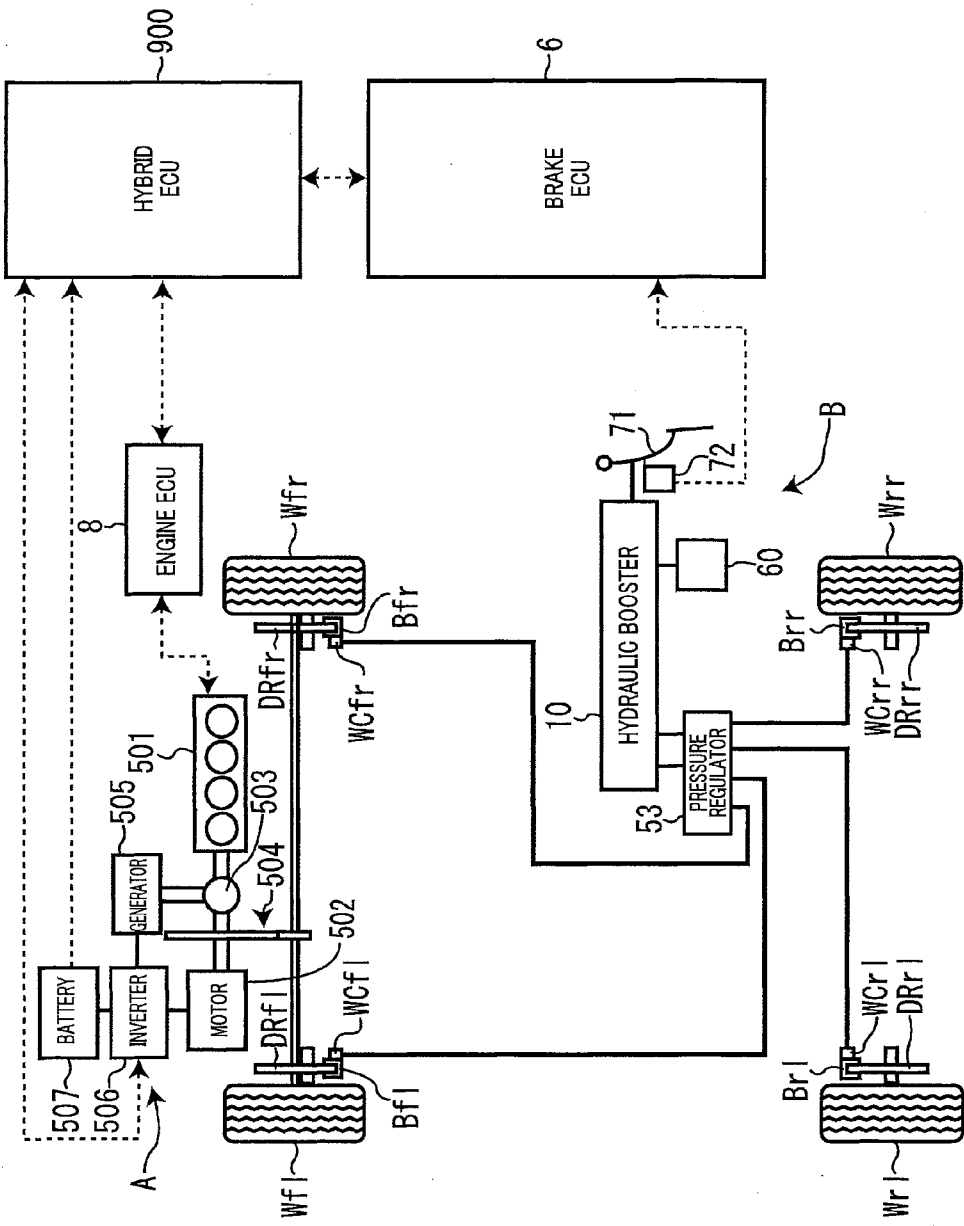 900
HYBRID
ECU
6
BRAKE
ECU
8
ENGINE ECU
501
503
504
505
GENERATOR
502
MOTOR
BATTERY
507
INVERTER
506
A
Wfr
Bfr
DRfr
WCfr
DRfl
WCfl
Bfl
Wfl
71
72
B
10
HYDRAULIC BOOSTER
60
53
PRESSURE
REGULATOR
Wrr
Brr
WCrr
DRrr
WCrl
DRrl
Brl
Wrl